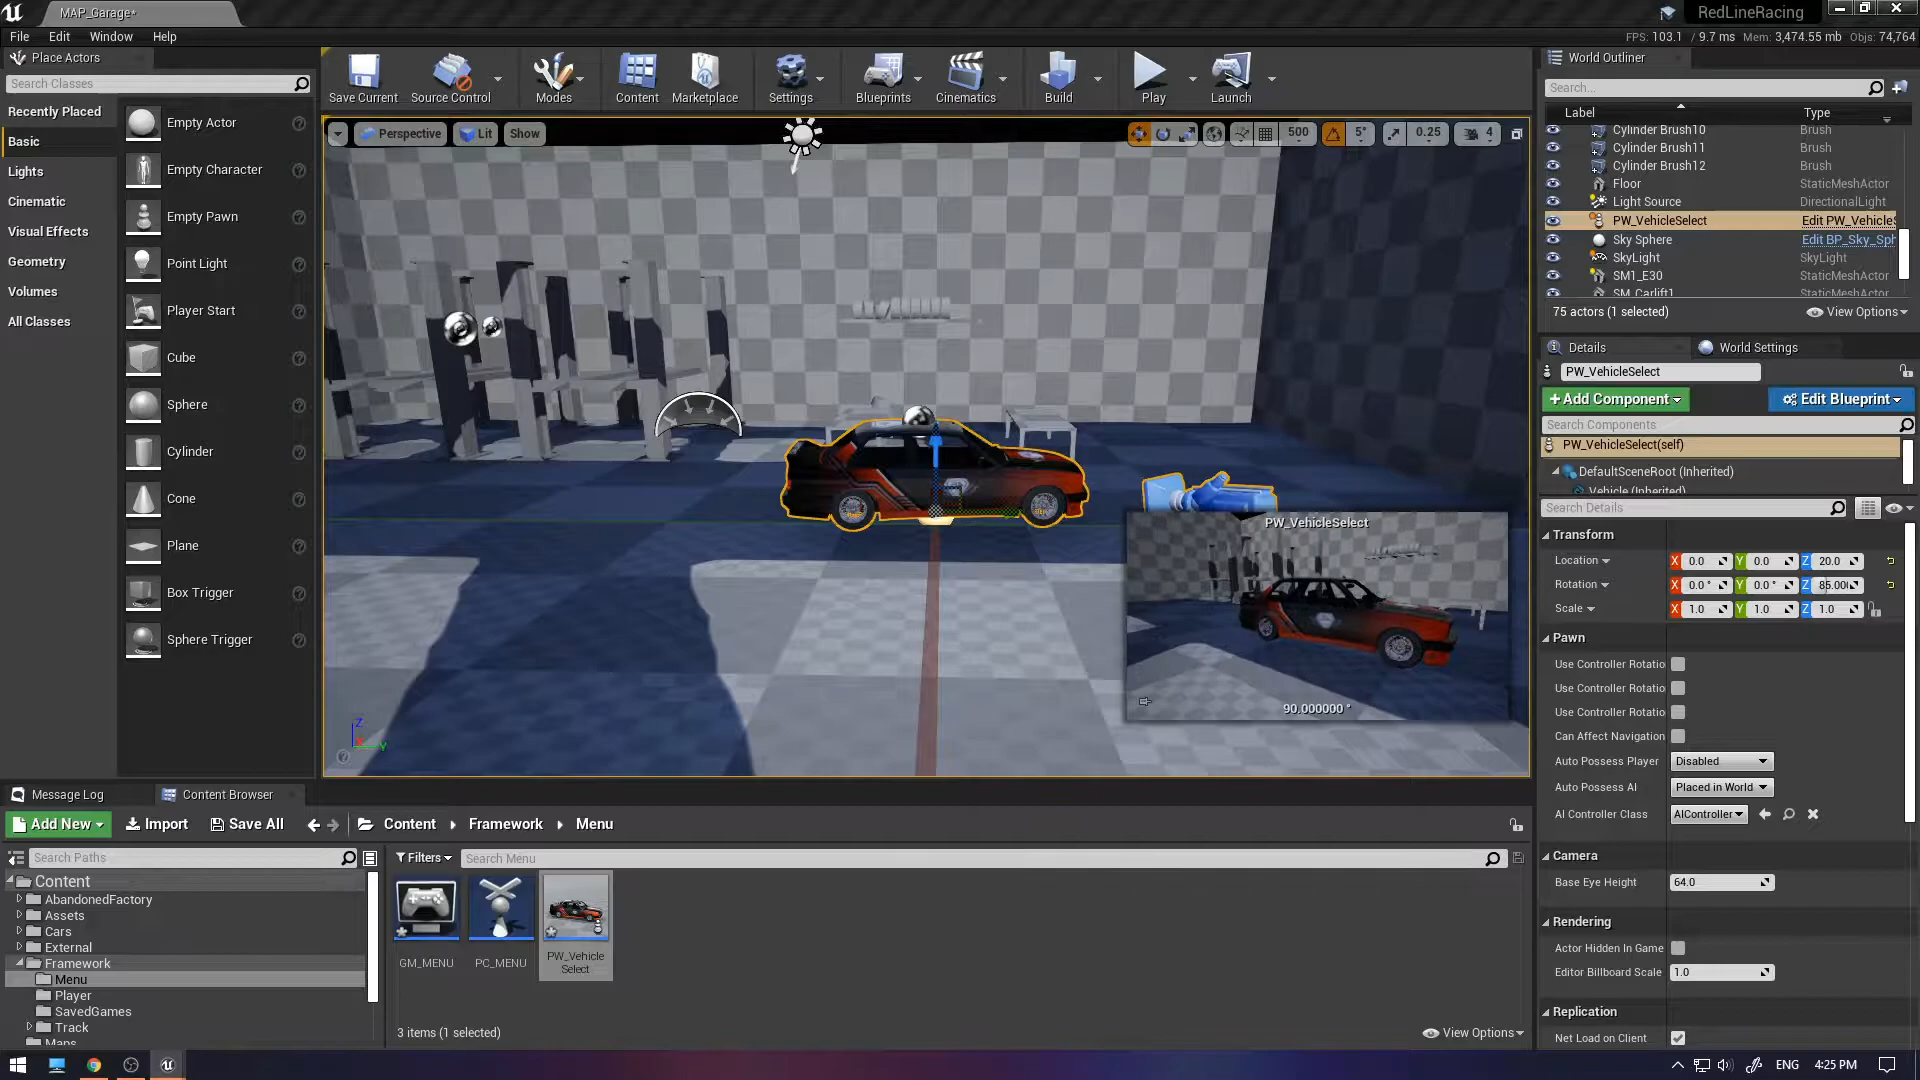 MAP_Garage*
RedLineRacing
File
Edit
Window
Help
FPS: 103.1 / 9.7 ms Mem: 3,474.55 mb Objs: 74,764
Place Actors
Search Classes
Recently Placed
Basic
Lights
Cinematic
Visual Effects
Geometry
Volumes
All Classes
Empty Actor
Empty Character
Empty Pawn
Point Light
Player Start
Cube
Sphere
Cylinder
Cone
Plane
Box Trigger
Sphere Trigger
Save Current
Source Control
Modes
Content
Marketplace
Settings
Blueprints
Cinematics
Build
Play
Launch
Perspective
Lit
Show
500
5°
0.25
4
PW_VehicleSelect
90.000000 °
Z
Y
World Outliner
Search...
Label
Type
Cylinder Brush10 Brush
Cylinder Brush11 Brush
Cylinder Brush12 Brush
Floor StaticMeshActor
Light Source DirectionalLight
PW_VehicleSelect Edit PW_VehicleS
Sky Sphere Edit BP_Sky_Sph
SkyLight SkyLight
SM1_E30 StaticMeshActor
SM_Carlift1 StaticMeshActor
75 actors (1 selected)
View Options
Details
World Settings
PW_VehicleSelect
+Add Component
Edit Blueprint
Search Components
PW_VehicleSelect(self)
DefaultSceneRoot (Inherited)
Vehicle (Inherited)
Search Details
Transform
Location X 0.0 Y 0.0 Z 20.0
Rotation X 0.0 ° Y 0.0 ° Z 85.00
Scale X 1.0 Y 1.0 Z 1.0
Pawn
Use Controller Rotatio
Use Controller Rotatio
Use Controller Rotatio
Can Affect Navigation
Auto Possess Player Disabled
Auto Possess AI Placed in World
AI Controller Class AIController
Camera
Base Eye Height 64.0
Rendering
Actor Hidden In Game
Editor Billboard Scale 1.0
Replication
Net Load on Client
Message Log
Content Browser
Add New
Import
Save All
Content
Framework
Menu
Search Paths
Filters
Search Menu
Content
AbandonedFactory
Assets
Cars
External
Framework
Menu
Player
SavedGames
Track
Maps
GM_MENU
PC_MENU
PW_Vehicle
Select
3 items (1 selected)
View Options
ENG
4:25 PM